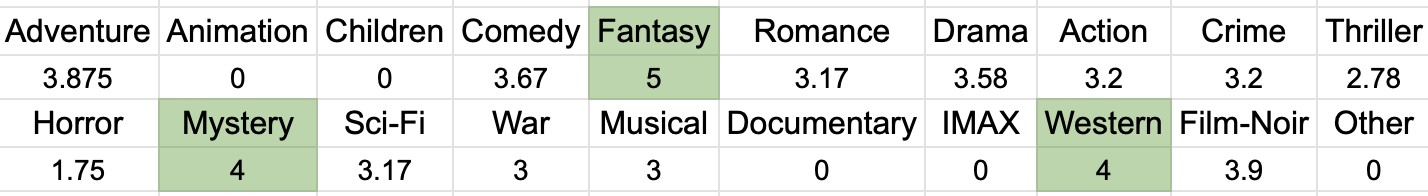 Adventure Animation Children Comedy Fantasy Romance Drama Action Crime Thriller
3.875 0 0 3.67 5 3.17 3.58 3.2 3.2 2.78
Horror Mystery Sci-Fi War Musical Documentary IMAX Western Film-Noir Other
1.75 4 3.17 3 3 0 0 4 3.9 0